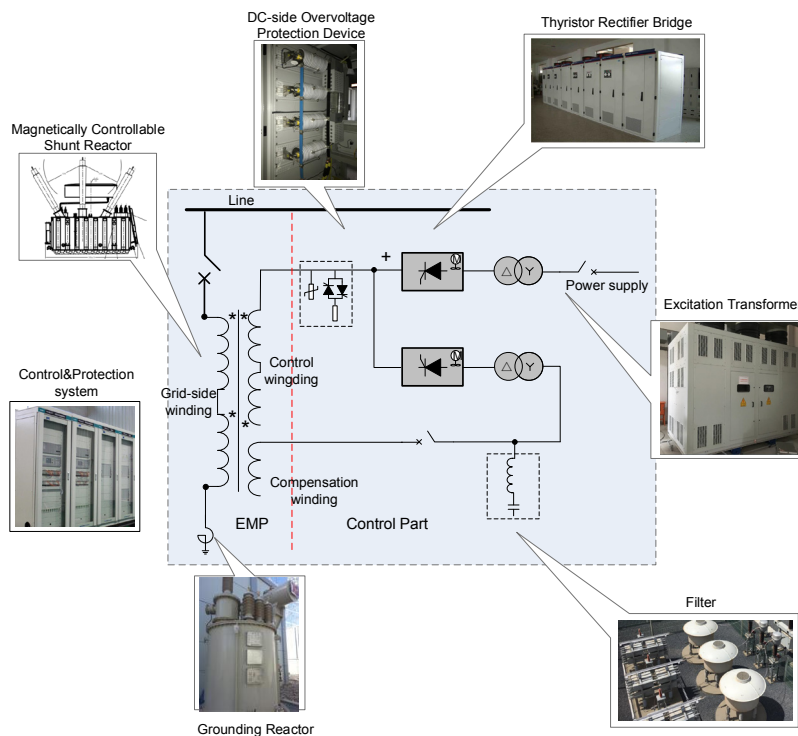 DC-side Overvoltage
Protection Device
Thyristor Rectifier Bridge
Magnetically Controllable
Shunt Reactor
Line
+
M
Power supply
Excitation Transforme
* *
Control
wingding
M
Control&Protection
system
Grid-side
winding
* *
Compensation
winding
EMP
Control Part
Filter
Grounding Reactor